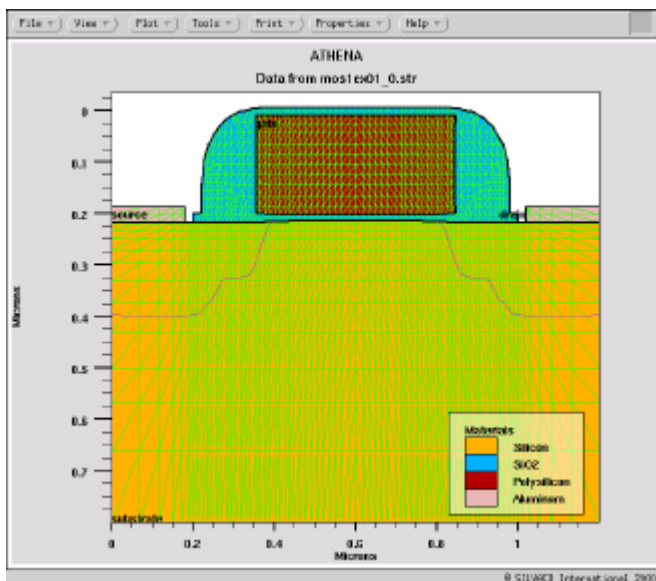 File View Plot Tools Print Properties Help
ATHENA
Data from mos1ex01_0.str
0
gate
0.1
0.2
source
drain
0.3
Microns
0.4
0.5
0.6
0.7
Materials
Silicon
SiO2
Polysilicon
Aluminum
substrate
0 0.2 0.4 0.6 0.8 1
Microns
© SILVACO International